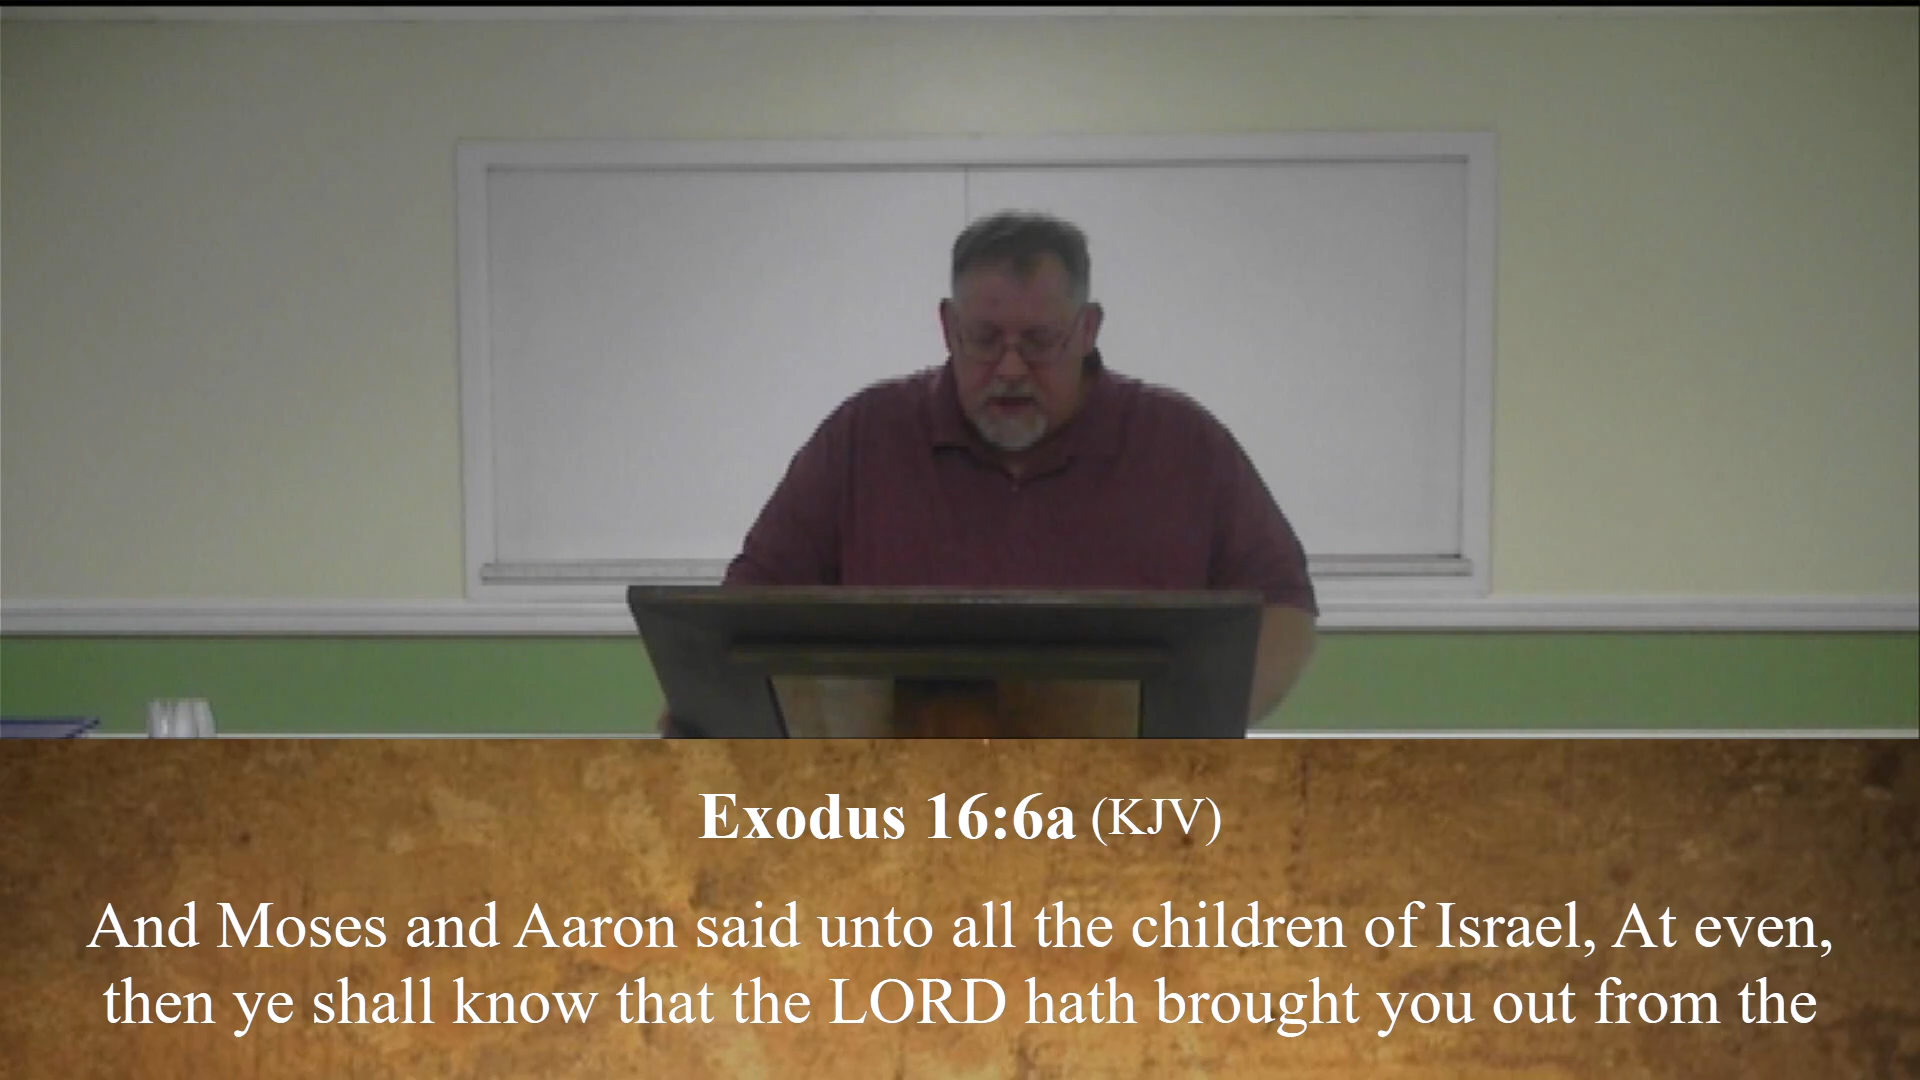 Exodus 16:6a (KJV)
And Moses and Aaron said unto all the children of Israel, At even,
then ye shall know that the LORD hath brought you out from the